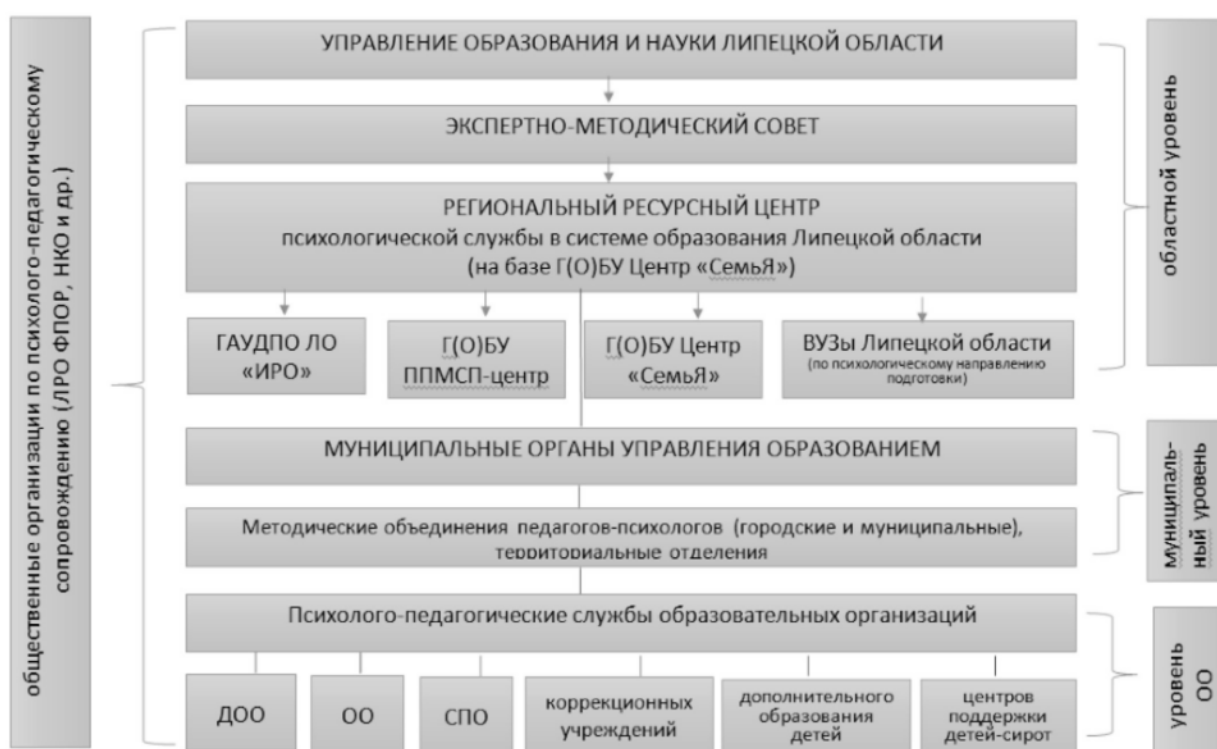 общественные организации по психолого-педагогическому
сопровождению (ЛРО ФПОР, НКО и др.)
УПРАВЛЕНИЕ ОБРАЗОВАНИЯ И НАУКИ ЛИПЕЦКОЙ ОБЛАСТИ
ЭКСПЕРТНО-МЕТОДИЧЕСКИЙ СОВЕТ
РЕГИОНАЛЬНЫЙ РЕСУРСНЫЙ ЦЕНТР
психологической службы в системе образования Липецкой области
(на базе Г(О)БУ Центр «СемьЯ»)
ГАУДПО ЛО
«ИРО»
Г(О)БУ
ППМСП-центр
Г(О)БУ Центр
«СемьЯ»
ВУЗы Липецкой области
(по психологическому направлению
подготовки)
областной уровень
МУНИЦИПАЛЬНЫЕ ОРГАНЫ УПРАВЛЕНИЯ ОБРАЗОВАНИЕМ
Методические объединения педагогов-психологов (городские и муниципальные),
территориальные отделения
муниципаль-
ный уровень
Психолого-педагогические службы образовательных организаций
ДОО
ОО
СПО
коррекционных
учреждений
дополнительного
образования
детей
центров
поддержки
детей-сирот
уровень
ОО